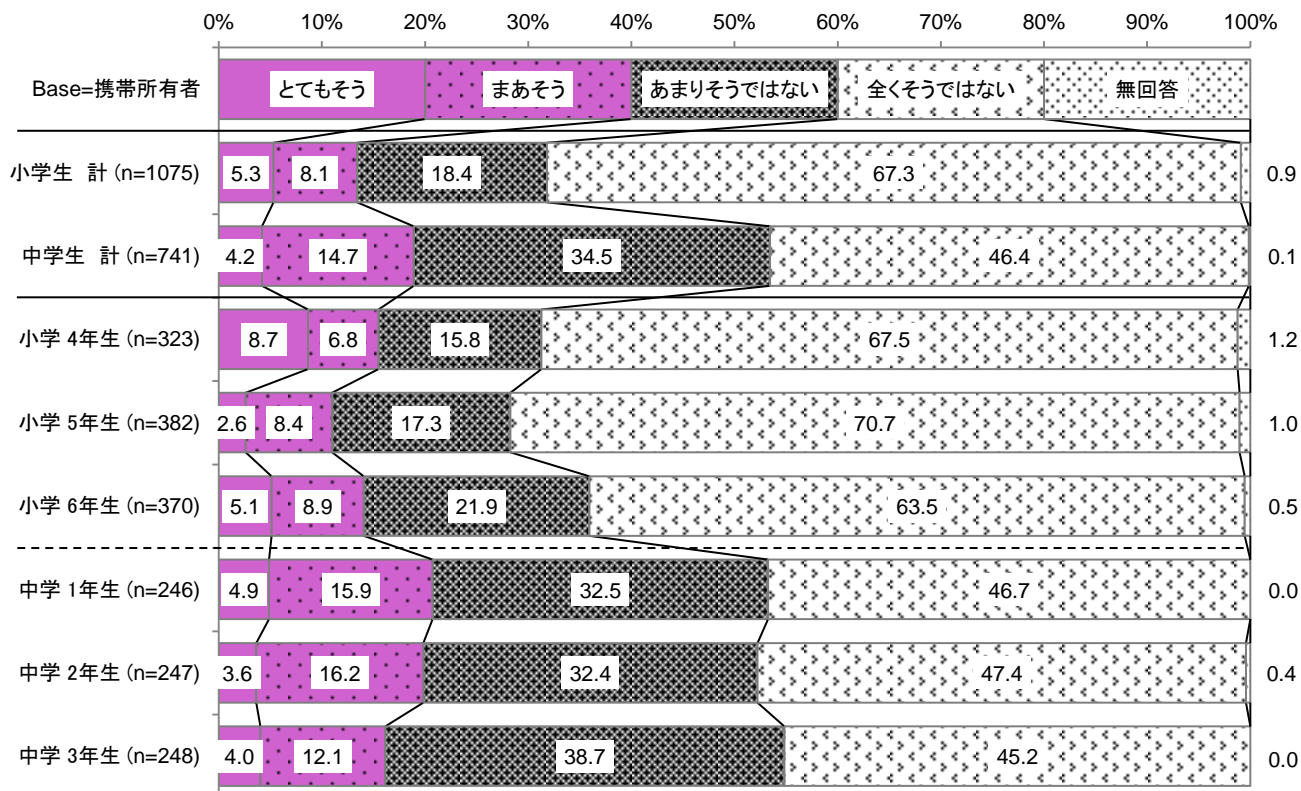 0% 10% 20% 30% 40% 50% 60% 70% 80% 90% 100%
Base=携帯所有者 とてもそう まあそう あまりそうではない 全くそうではない 無回答
小学生 計 (n=1075) 5.3 8.1 18.4 67.3 0.9
中学生 計 (n=741) 4.2 14.7 34.5 46.4 0.1
小学 4年生 (n=323) 8.7 6.8 15.8 67.5 1.2
小学 5年生 (n=382) 2.6 8.4 17.3 70.7 1.0
小学 6年生 (n=370) 5.1 8.9 21.9 63.5 0.5
中学 1年生 (n=246) 4.9 15.9 32.5 46.7 0.0
中学 2年生 (n=247) 3.6 16.2 32.4 47.4 0.4
中学 3年生 (n=248) 4.0 12.1 38.7 45.2 0.0